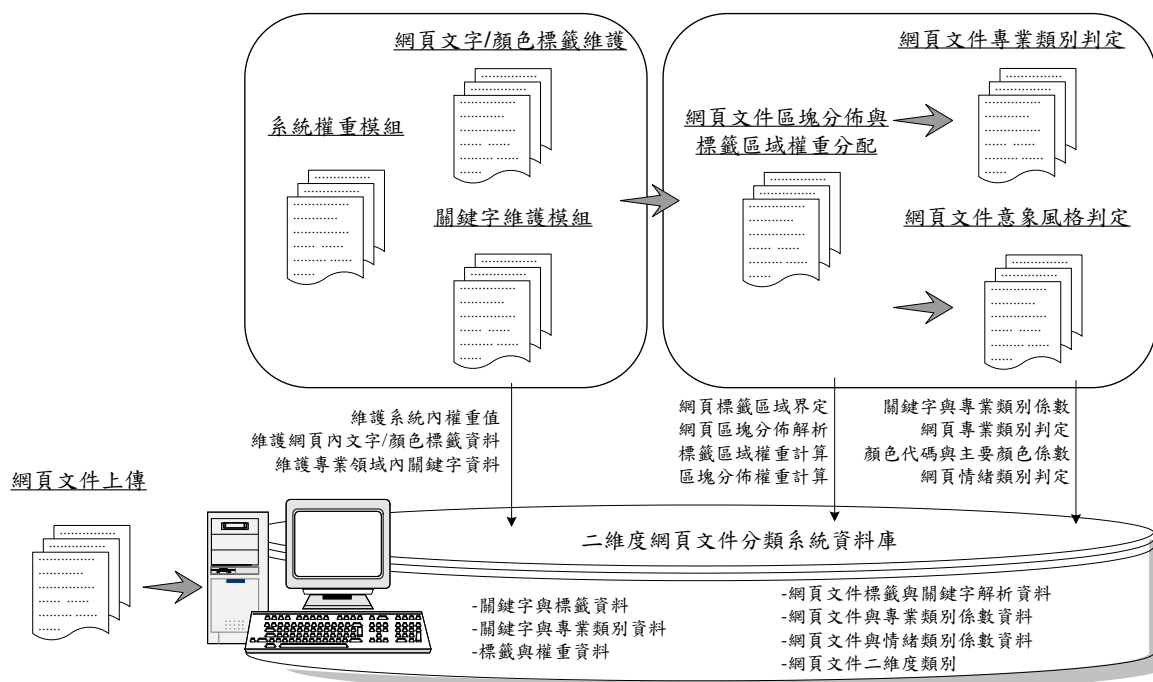 網頁文字/顏色標籤維護
系統權重模組
關鍵字維護模組
網頁文件專業類別判定
網頁文件區塊分佈與
標籤區域權重分配
網頁文件意象風格判定
維護系統內權重值
維護網頁內文字/顏色標籤資料
維護專業領域內關鍵字資料
網頁標籤區域界定
網頁區塊分佈解析
標籤區域權重計算
區塊分佈權重計算
關鍵字與專業類別係數
網頁專業類別判定
顏色代碼與主要顏色係數
網頁情緒類別判定
網頁文件上傳
二維度網頁文件分類系統資料庫
-關鍵字與標籤資料
-關鍵字與專業類別資料
-標籤與權重資料
-網頁文件標籤與關鍵字解析資料
-網頁文件與專業類別係數資料
-網頁文件與情緒類別係數資料
-網頁文件二維度類別